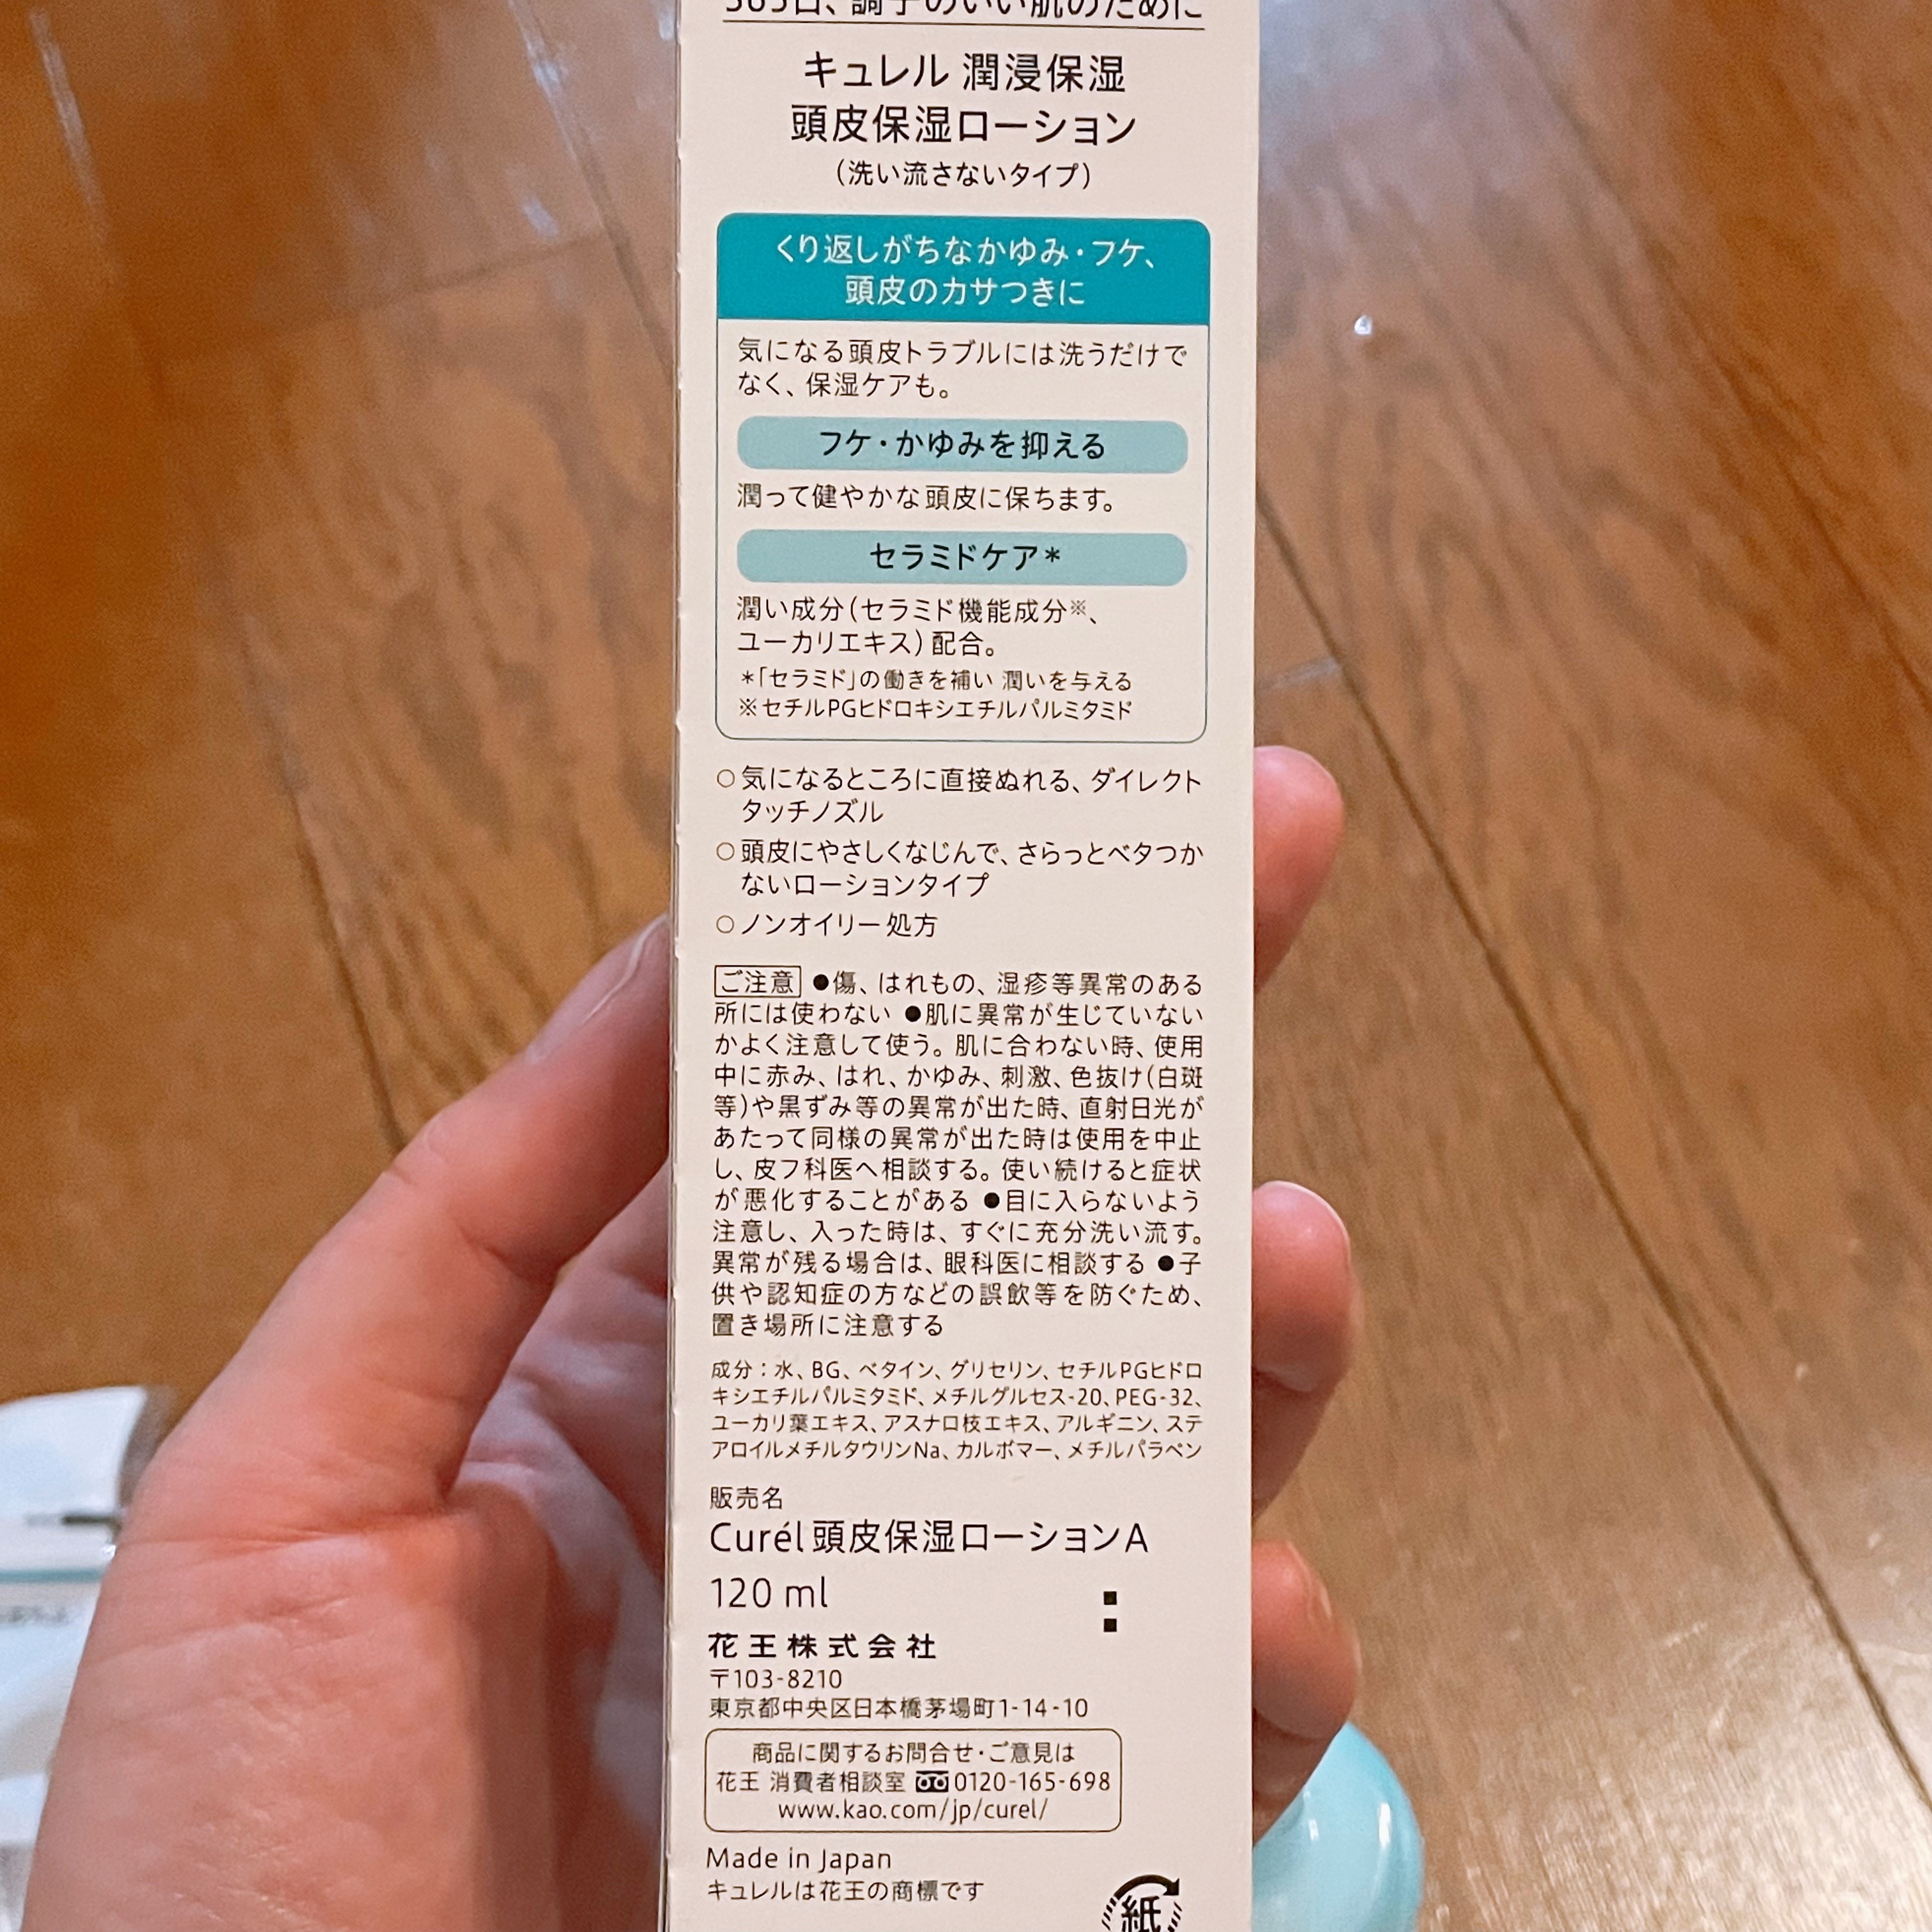 365日、調子のいい肌のために
キュレル 潤浸保湿
頭皮保湿ローション
(洗い流さないタイプ)
くり返しがちなかゆみ・フケ、
頭皮のカサつきに
気になる頭皮トラブルには洗うだけで
なく、保湿ケアも。
フケ・かゆみを抑える
潤って健やかな頭皮に保ちます。
セラミドケア*
潤い成分(セラミド機能成分※、
ユーカリエキス)配合。
*「セラミド」の働きを補い 潤いを与える
※セチルPGヒドロキシエチルパルミタミド
○気になるところに直接ぬれる、ダイレクト
タッチノズル
○頭皮にやさしくなじんで、さらっとベタつか
ないローションタイプ
○ノンオイリー処方
ご注意 ●傷、はれもの、湿疹等異常のある
所には使わない ●肌に異常が生じていない
かよく注意して使う。肌に合わない時、使用
中に赤み、はれ、かゆみ、刺激、色抜け(白斑
等)や黒ずみ等の異常が出た時、直射日光が
あたって同様の異常が出た時は使用を中止
し、皮フ科医へ相談する。使い続けると症状
が悪化することがある ●目に入らないよう
注意し、入った時は、すぐに充分洗い流す。
異常が残る場合は、眼科医に相談する ●子
供や認知症の方などの誤飲等を防ぐため、
置き場所に注意する
成分:水、BG、ベタイン、グリセリン、セチルPGヒドロ
キシエチルパルミタミド、メチルグルセス-20、PEG-32、
ユーカリ葉エキス、アスナロ枝エキス、アルギニン、ステ
アロイルメチルタウリンNa、カルボマー、メチルパラベン
販売名
Curél頭皮保湿ローションA
120 ml
花王株式会社
〒103-8210
東京都中央区日本橋茅場町1-14-10
商品に関するお問合せ・ご意見は
花王 消費者相談室 0120-165-698
www.kao.com/jp/curel/
Made in Japan
キュレルは花王の商標です
紙